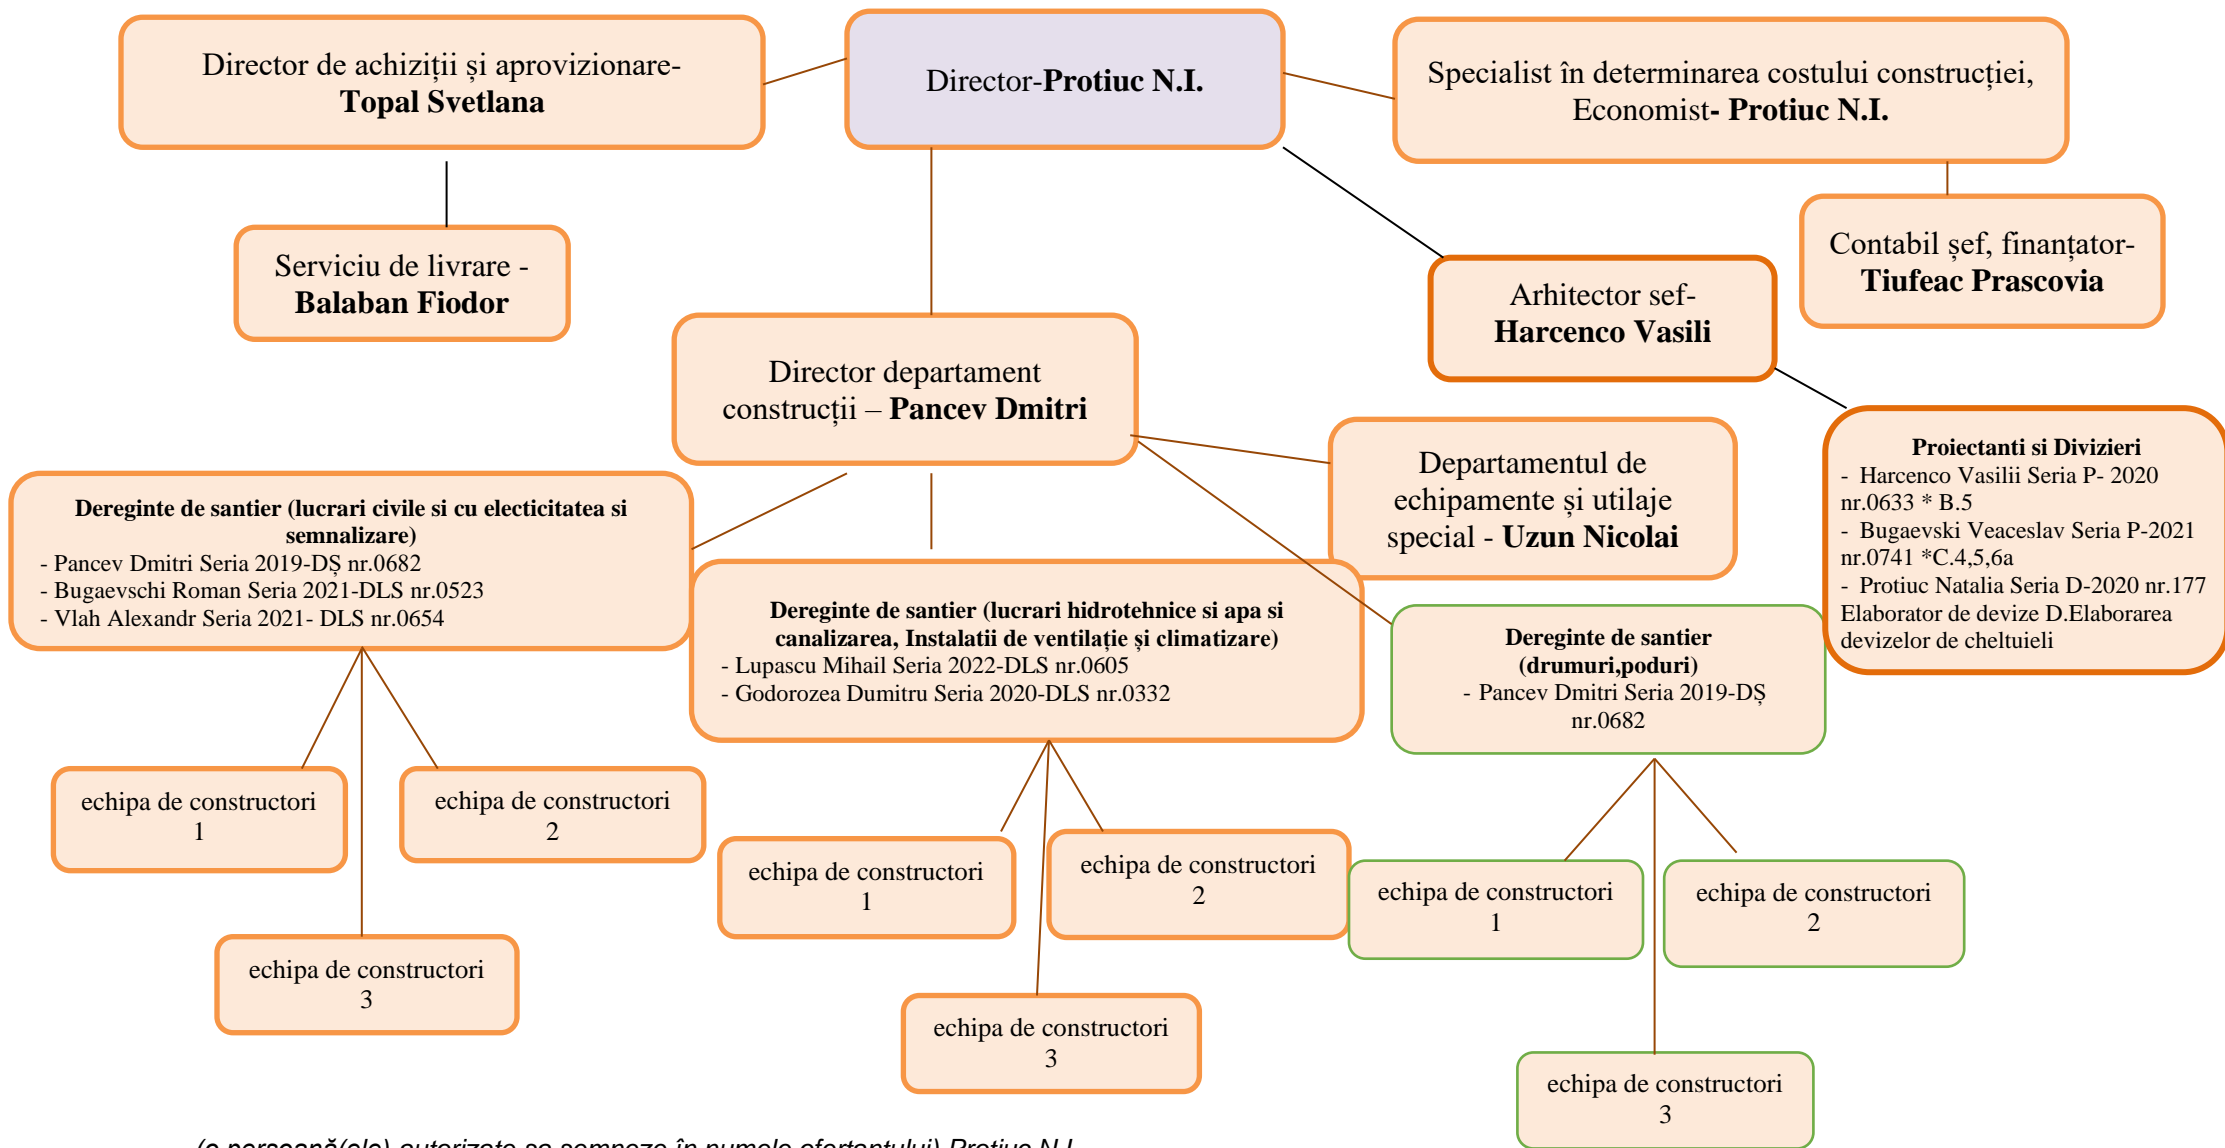 Director de achiziții și aprovizionare-
Topal Svetlana
Director-Protiuc N.I.
Specialist în determinarea costului construcției,
Economist- Protiuc N.I.
Serviciu de livrare -
Balaban Fiodor
Contabil șef, finanțator-
Tiufeac Prascovia
Arhitector sef-
Harcenco Vasili
Director departament
construcții – Pancev Dmitri
Departamentul de
echipamente și utilaje
special - Uzun Nicolai
Proiectanti si Divizieri
- Harcenco Vasilii Seria P- 2020
nr.0633 * B.5
- Bugaevski Veaceslav Seria P-2021
nr.0741 *C.4,5,6a
- Protiuc Natalia Seria D-2020 nr.177
Elaborator de devize D.Elaborarea
devizelor de cheltuieli
Dereginte de santier (lucrari civile si cu electicitatea si
semnalizare)
- Pancev Dmitri Seria 2019-DȘ nr.0682
- Bugaevschi Roman Seria 2021-DLS nr.0523
- Vlah Alexandr Seria 2021- DLS nr.0654
Dereginte de santier (lucrari hidrotehnice si apa si
canalizarea, Instalatii de ventilație și climatizare)
- Lupascu Mihail Seria 2022-DLS nr.0605
- Godorozea Dumitru Seria 2020-DLS nr.0332
Dereginte de santier
(drumuri,poduri)
- Pancev Dmitri Seria 2019-DȘ
nr.0682
echipa de constructori
1
echipa de constructori
2
echipa de constructori
3
echipa de constructori
1
echipa de constructori
2
echipa de constructori
3
echipa de constructori
1
echipa de constructori
2
echipa de constructori
3
autorizate sa semneze în numele ofertantului) Protiuc N.I.